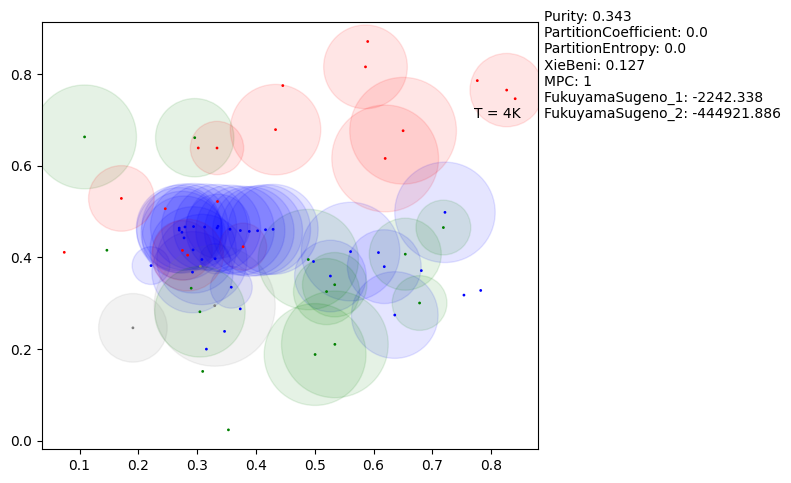 Purity: 0.343
PartitionCoefficient: 0.0
PartitionEntropy: 0.0
XieBeni: 0.127
MPC: 1
FukuyamaSugeno_1: -2242.338
FukuyamaSugeno_2: -444921.886
T = 4K
0.8
0.6
0.4
0.2
0.0
0.1 0.2 0.3 0.4 0.5 0.6 0.7 0.8